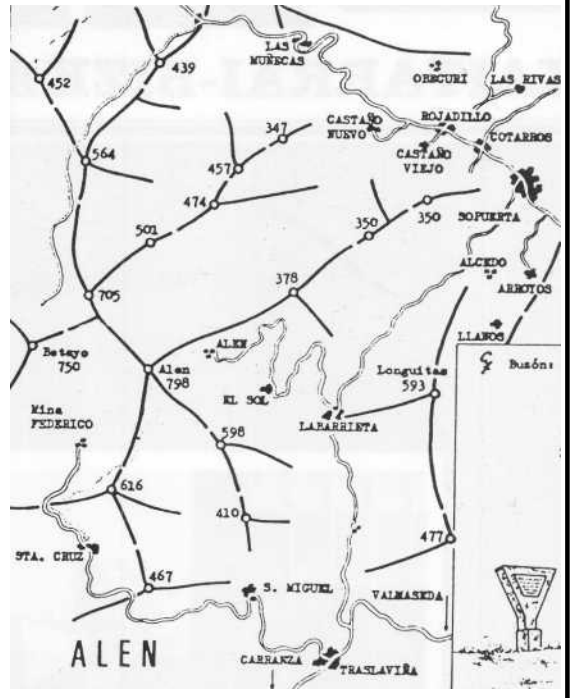 LAS
MUÑECAS
439
452
OBECURI
LAS RIVAS
CASTAÑO
NUEVO
ROJADILLO
347
COTARROS
CASTAÑO
VIEJO
564
457
474
350
350
SOPUERTA
501
ALCEDO
378
ARROYOS
705
LLANOS
ALEN
Betayo
750
Alen
798
Longuitas
593
Buzón:
EL SOL
Mina
FEDERICO
LABARRIETA
598
616
410
477
STA. CRUZ
467
S. MIGUEL
VALMASEDA
ALEN
CARRANZA
TRASLAVIÑA